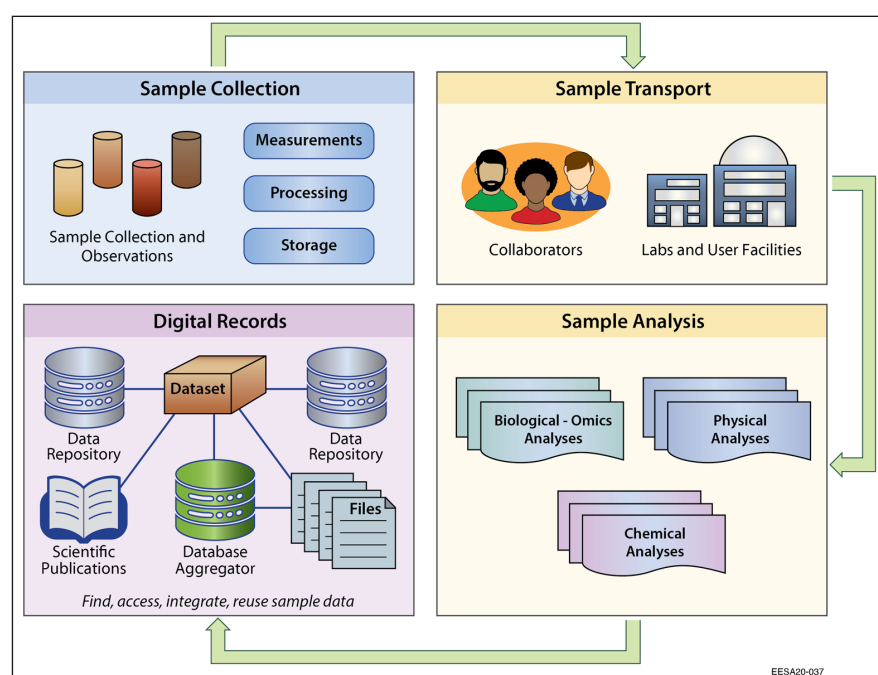 Sample Collection
Measurements
Processing
Storage
Sample Collection and
Observations
Sample Transport
Collaborators
Labs and User Facilities
Digital Records
Dataset
Data
Repository
Data
Repository
Files
Scientific
Publications
Database
Aggregator
Find, access, integrate, reuse sample data
Sample Analysis
Biological - Omics
Analyses
Physical
Analyses
Chemical
Analyses
EESA20-037